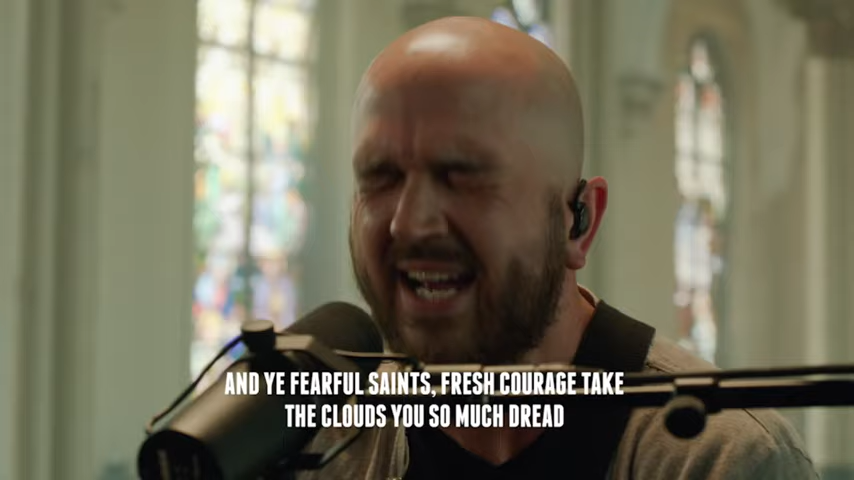 AND YE FEARFUL SAINTS, FRESH COURAGE TAKE
THE CLOUDS YOU SO MUCH DREAD